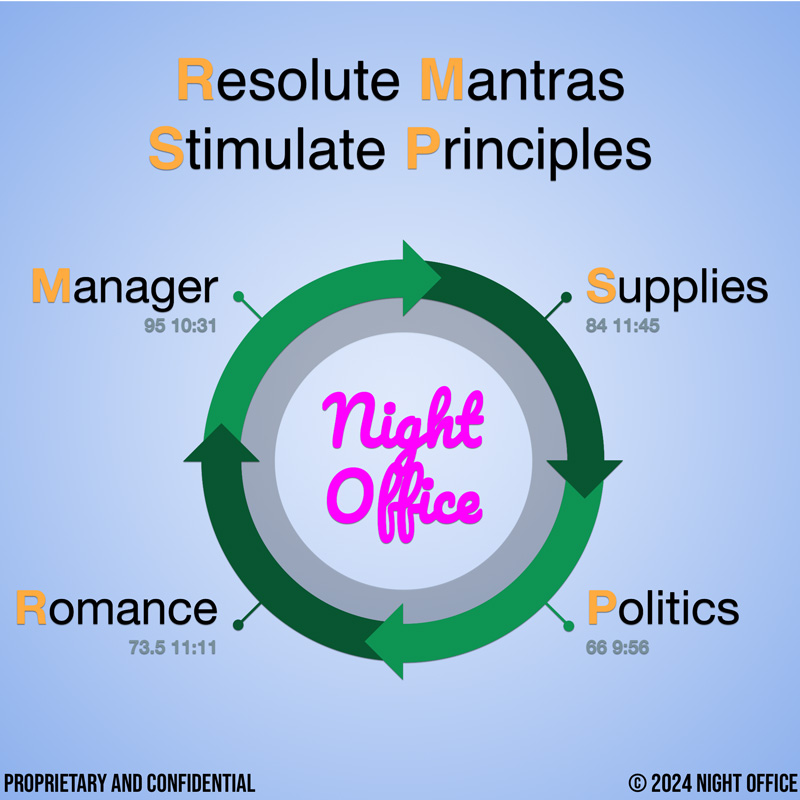 Resolute Mantras
Stimulate Principles
Manager
95 10:31
Supplies
84 11:45
Night
Office
Romance
73.5 11:11
Politics
66 9:56
PROPRIETARY AND CONFIDENTIAL
© 2024 NIGHT OFFICE